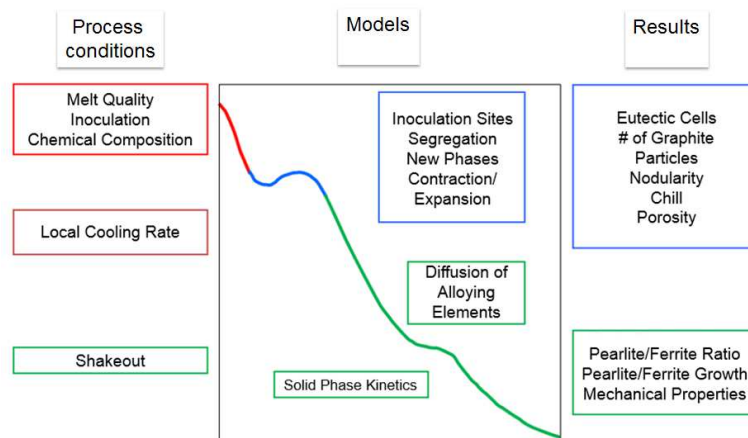 Process
conditions
Models
Results
Melt Quality
Inoculation
Chemical Composition
Local Cooling Rate
Shakeout
Inoculation Sites
Segregation
New Phases
Contraction/
Expansion
Diffusion of
Alloying
Elements
Solid Phase Kinetics
Eutectic Cells
# of Graphite
Particles
Nodularity
Chill
Porosity
Pearlite/Ferrite Ratio
Pearlite/Ferrite Growth
Mechanical Properties